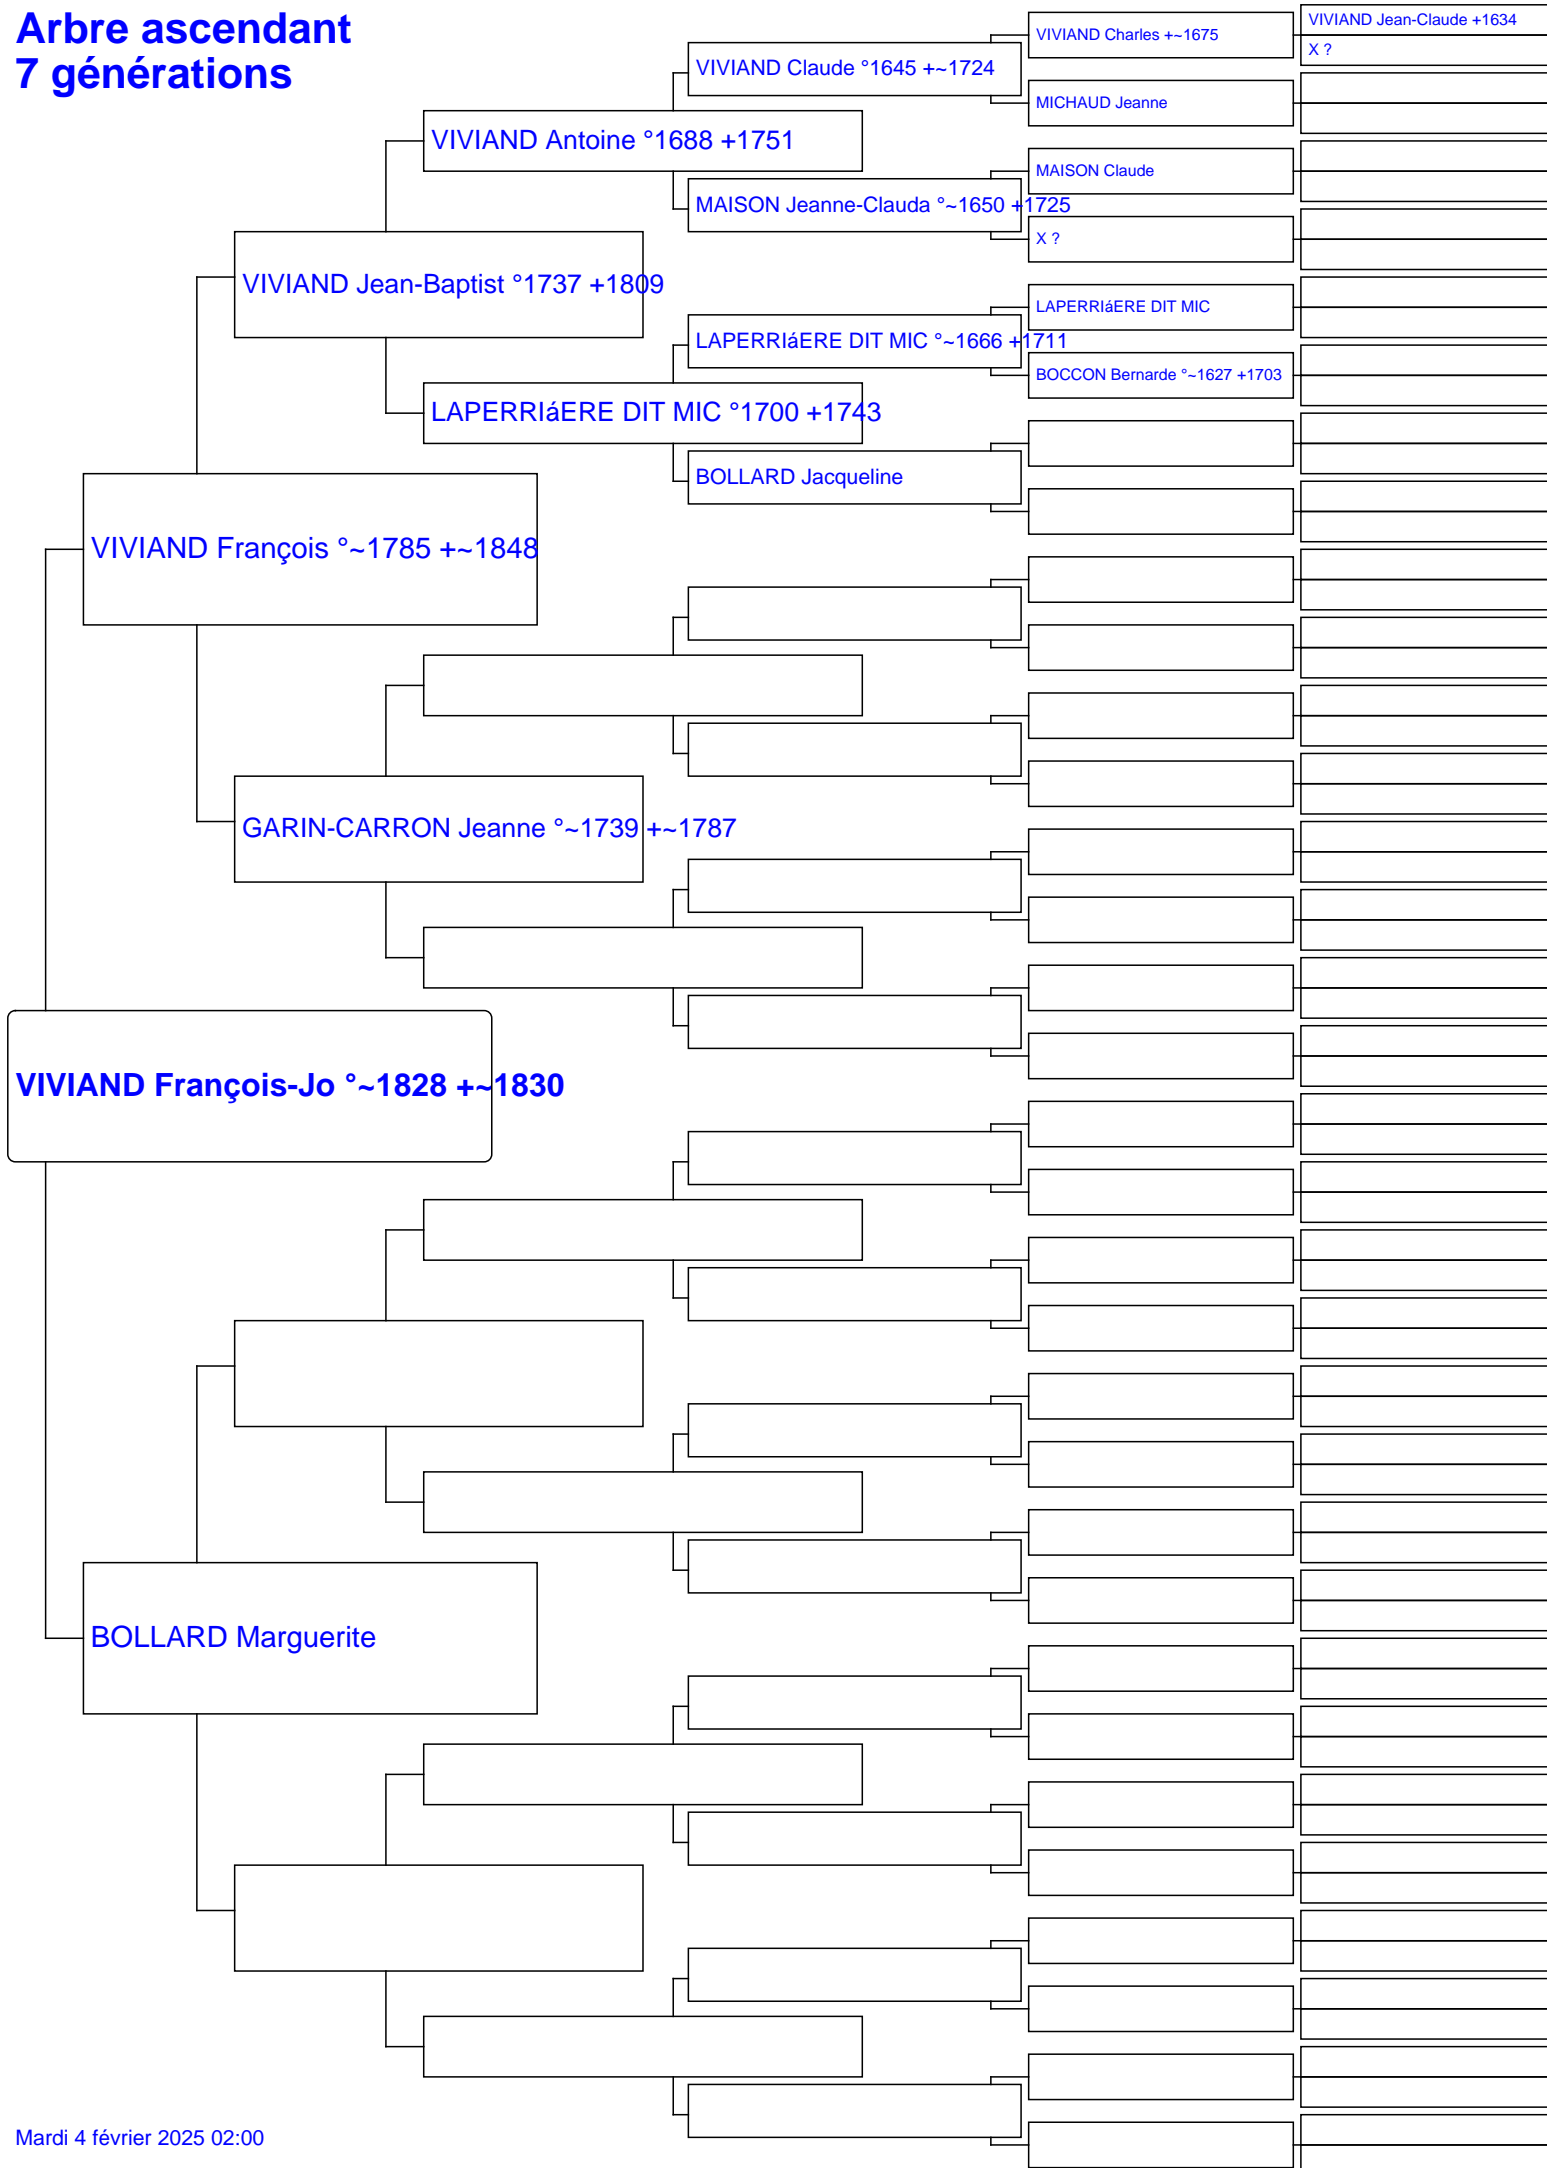 Arbre ascendant
7 générations
VIVIAND Jean-Claude +1634
X ?
VIVIAND Charles +~1675
VIVIAND Claude °1645 +~1724
MICHAUD Jeanne
VIVIAND Antoine °1688 +1751
MAISON Claude
MAISON Jeanne-Clauda °~1650 +1725
X ?
VIVIAND Jean-Baptist °1737 +1809
LAPERRIáERE DIT MIC
LAPERRIáERE DIT MIC °~1666 +1711
BOCCON Bernarde °~1627 +1703
LAPERRIáERE DIT MIC °1700 +1743
BOLLARD Jacqueline
VIVIAND François °~1785 +~1848
GARIN-CARRON Jeanne °~1739 +~1787
VIVIAND François-Jo °~1828 +~1830
BOLLARD Marguerite
Mardi 4 février 2025 02:00